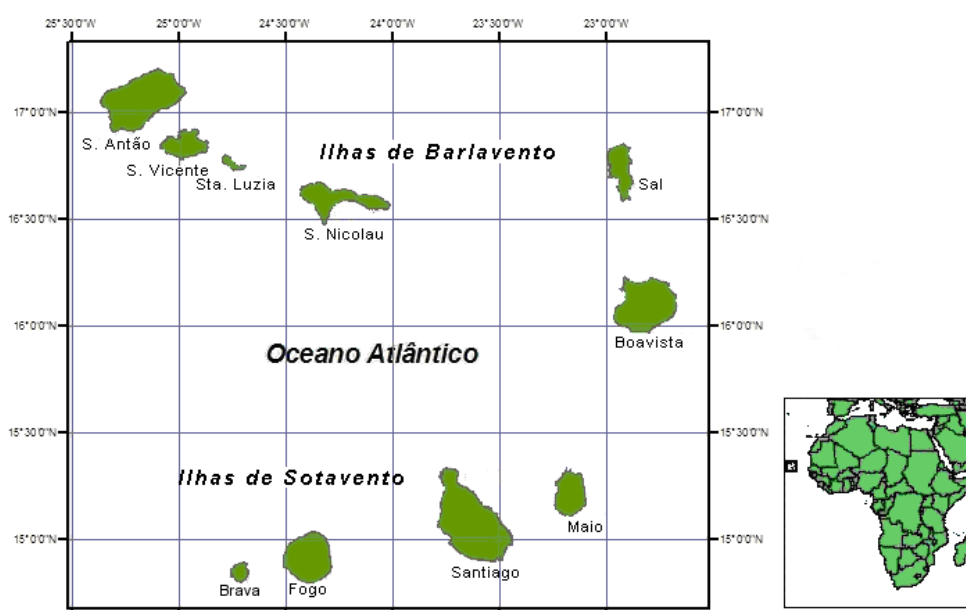 25°30'0"W 25°0'0"W 24°30'0"W 24°0'0"W 23°30'0"W 23°0'0"W
17°0'0"N 17°0'0"N
S. Antão
Ilhas de Barlavento
S. Vicente
Sta. Luzia
Sal
16°30'0"N 16°30'0"N
S. Nicolau
16°0'0"N 16°0'0"N
Boavista
Oceano Atlântico
15°30'0"N 15°30'0"N
Ilhas de Sotavento
Maio
15°0'0"N 15°0'0"N
Santiago
Brava
Fogo